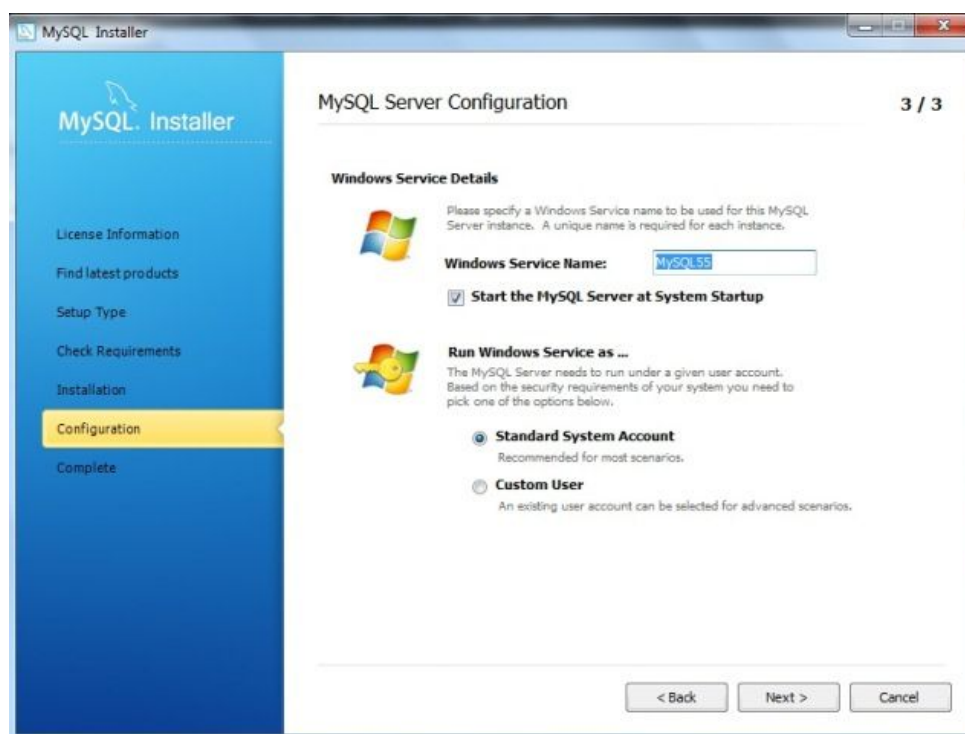 MySQL Installer
MySQL. Installer
License Information
Find latest products
Setup Type
Check Requirements
Installation
Configuration
Complete
MySQL Server Configuration
3 / 3
Windows Service Details
Please specify a Windows Service name to be used for this MySQL
Server instance. A unique name is required for each instance.
Windows Service Name:
MySQL55
Start the MySQL Server at System Startup
Run Windows Service as ...
The MySQL Server needs to run under a given user account.
Based on the security requirements of your system you need to
pick one of the options below.
Standard System Account
Recommended for most scenarios.
Custom User
An existing user account can be selected for advanced scenarios.
< Back
Next >
Cancel